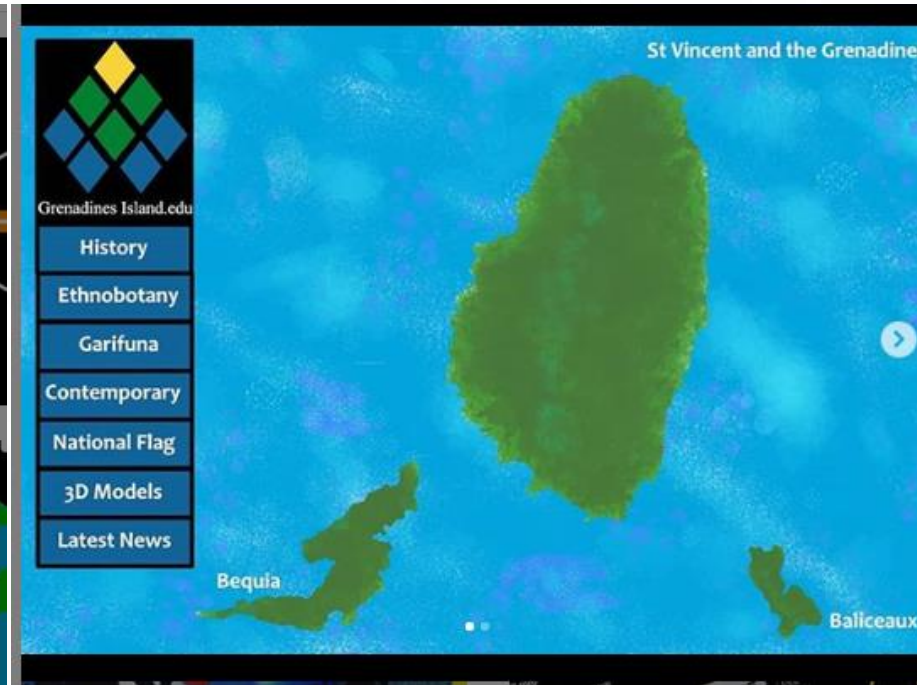 St Vincent and the Grenadine
Grenadines Island.edu
History
Ethnobotany
Garifuna
Contemporary
National Flag
3D Models
Latest News
Bequia
Baliceaux